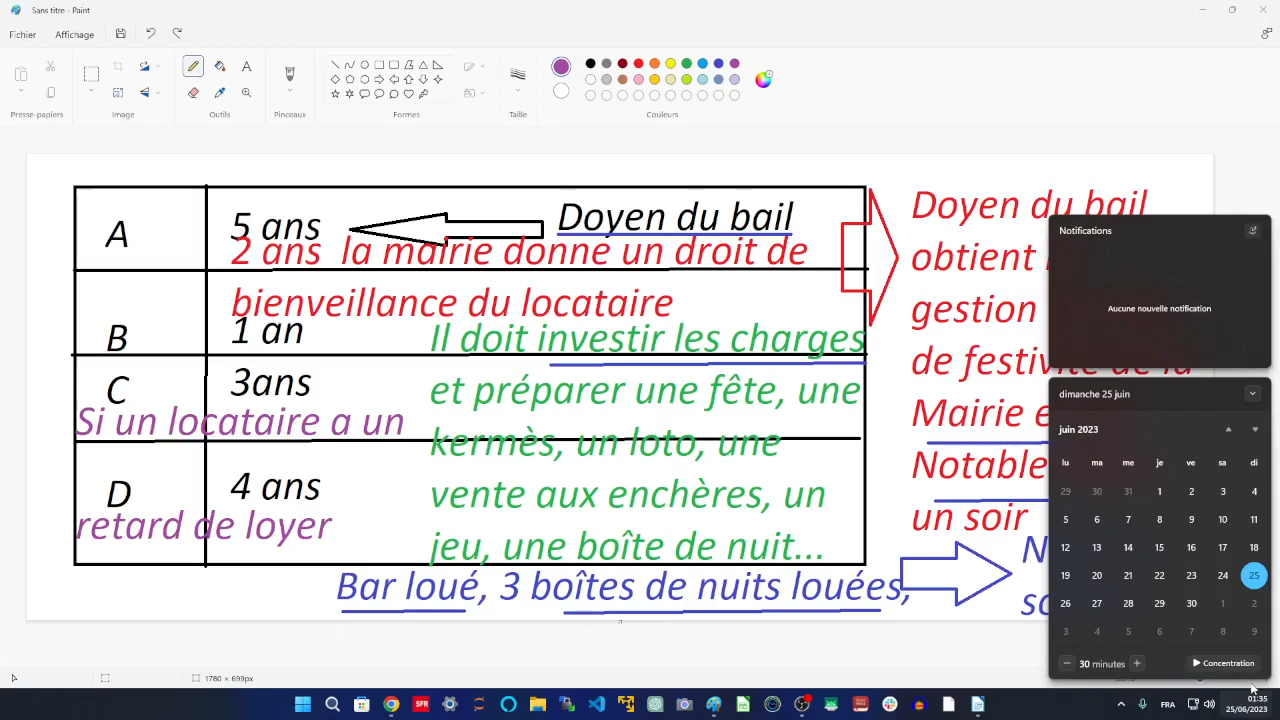 Sans titre - Paint
Fichier Affichage
Presse-papiers Image Outils Pinceaux Formes Taille Couleurs
A 5 ans Doyen du bail
2 ans la mairie donne un droit de
bienveillance du locataire
B 1 an
Il doit investir les charges
C 3ans
et préparer une fête, une
Si un locataire a un
kermès, un loto, une
D 4 ans
vente aux enchères, un
retard de loyer
jeu, une boîte de nuit...
Bar loué, 3 boîtes de nuits louées,
Doyen du bail
obtient
gestion
de festivité de la
Mairie
Notable
un soir
Notifications
Aucune nouvelle notification
dimanche 25 juin
juin 2023
lu ma me je ve sa di
29 30 31 1 2 3 4
5 6 7 8 9 10 11
12 13 14 15 16 17 18
19 20 21 22 23 24 25
26 27 28 29 30 1 2
3 4 5 6 7 8 9
30 minutes Concentration
1780 × 699px
SFR
FRA
01:35
25/06/2023